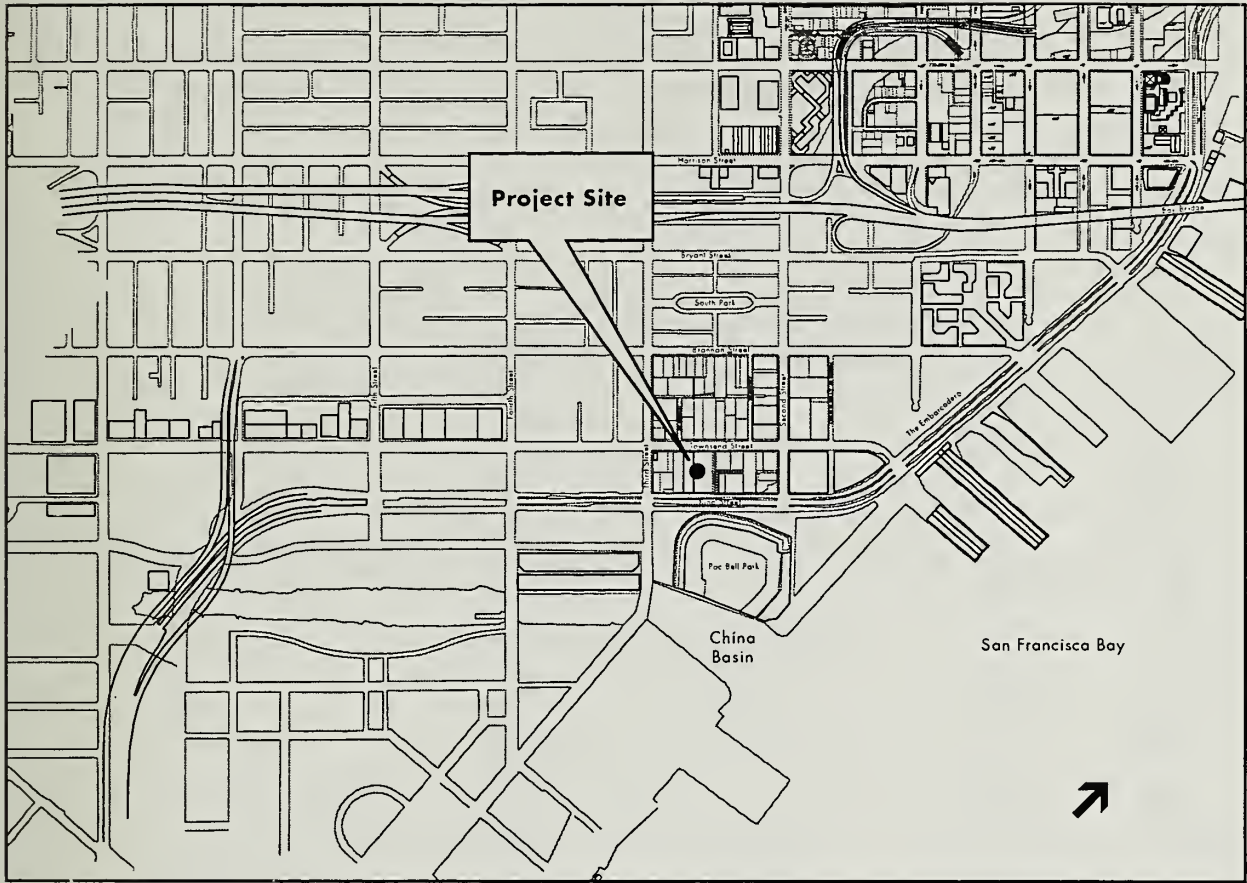 Harrison Street
Project Site
Bay Bridge
Bryant Street
South Park
Brannan Street
Fifth Street
Fourth Street
Second Street
The Embarcadero
Townsend Street
Third Street
King Street
Pac Bell Park
China
Basin
San Francisca Bay